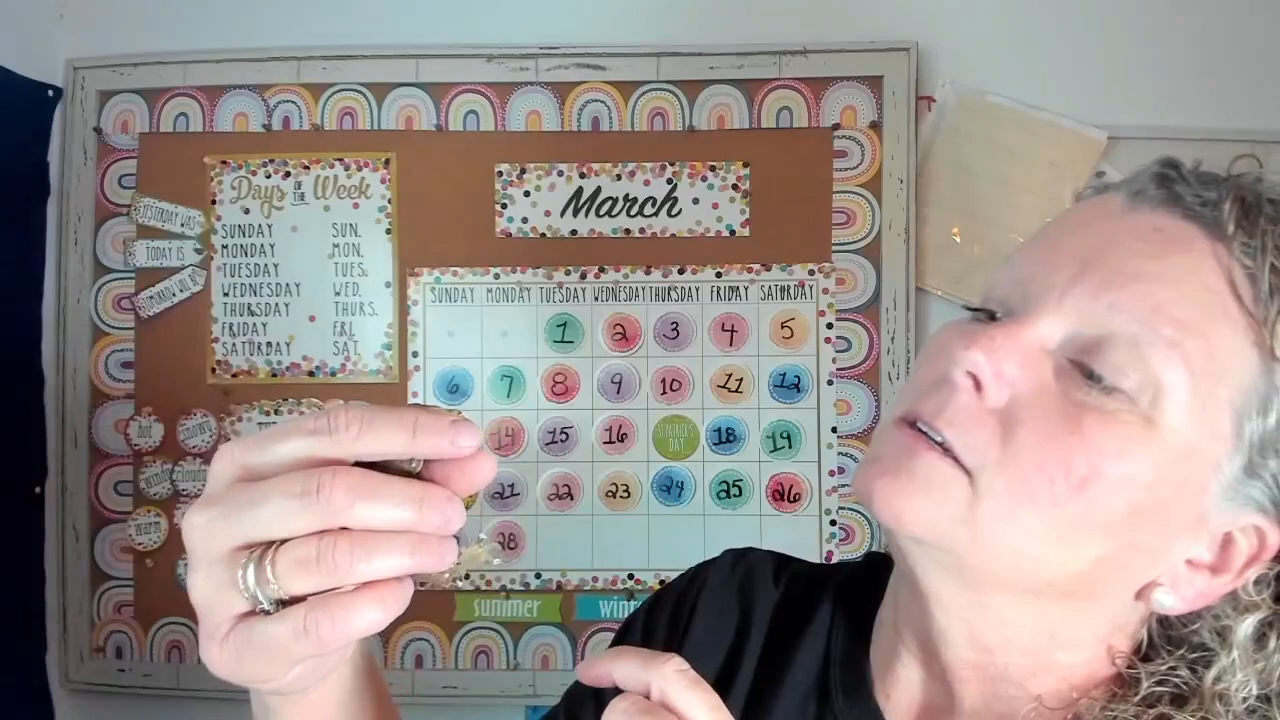 Days OF THE Week
SUNDAY SUN.
MONDAY MON.
TUESDAY TUES.
WEDNESDAY WED.
THURSDAY THURS.
FRIDAY FRI.
SATURDAY SAT.
YESTERDAY WAS
TODAY IS
TOMORROW WILL BE
March
SUNDAY MONDAY TUESDAY WEDNESDAY THURSDAY FRIDAY SATURDAY
1 2 3 4 5
6 7 8 9 10 11 12
14 15 16 ST. PATRICK'S DAY 18 19
21 22 23 24 25 26
28
hot snowy
windy cloudy
warm
summer